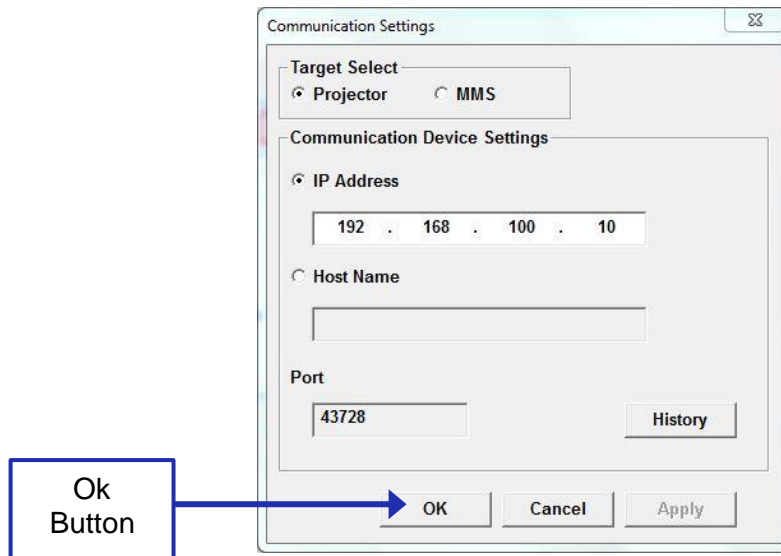 Communication Settings
Target Select
Projector MMS
Communication Device Settings
IP Address
192 . 168 . 100 . 10
Host Name
Port
43728 History
Ok
Button
OK Cancel Apply